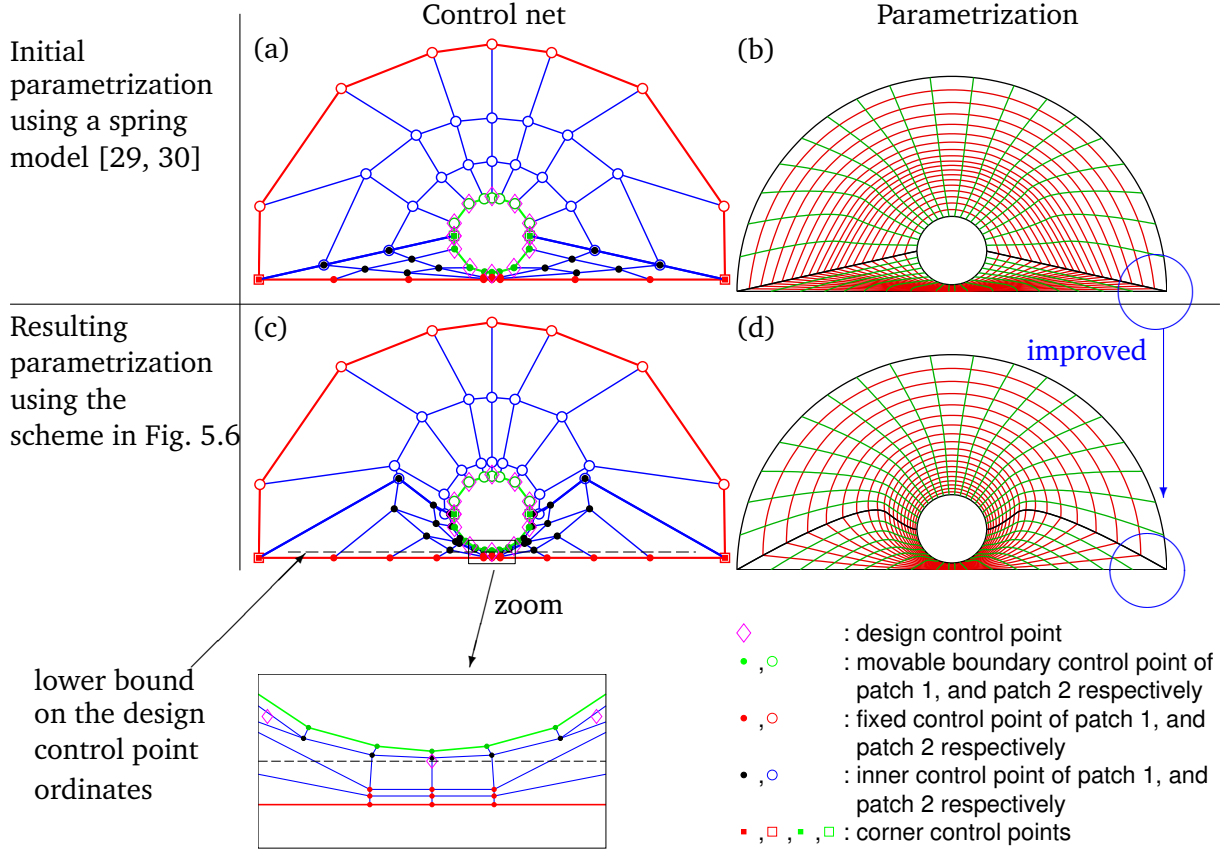 Control net
Parametrization
Initial
parametrization
using a spring
model [29, 30]
(a)
(b)
Resulting
parametrization
using the
scheme in Fig. 5.6
(c)
(d)
improved
zoom
lower bound
on the design
control point
ordinates
: design control point
, : movable boundary control point of
patch 1, and patch 2 respectively
, : fixed control point of patch 1, and
patch 2 respectively
, : inner control point of patch 1, and
patch 2 respectively
, , , : corner control points